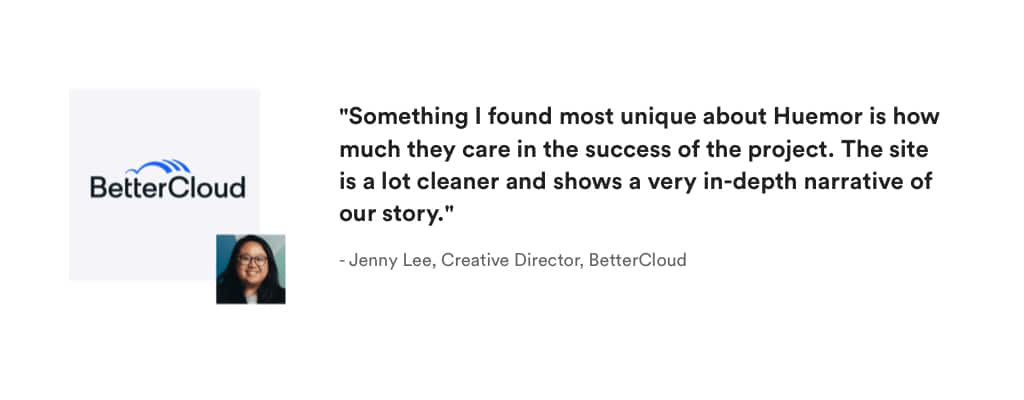 BetterCloud
"Something I found most unique about Huemor is how
much they care in the success of the project. The site
is a lot cleaner and shows a very in-depth narrative of
our story."
- Jenny Lee, Creative Director, BetterCloud